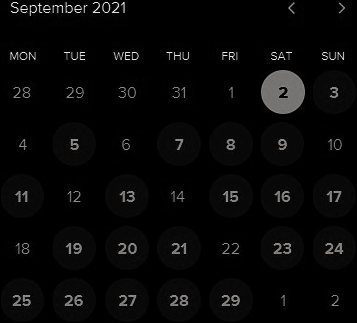 September 2021
MON TUE WED THU FRI SAT SUN
28 29 30 31 1 2 3
4 5 6 7 8 9 10
11 12 13 14 15 16 17
18 19 20 21 22 23 24
25 26 27 28 29 1 2